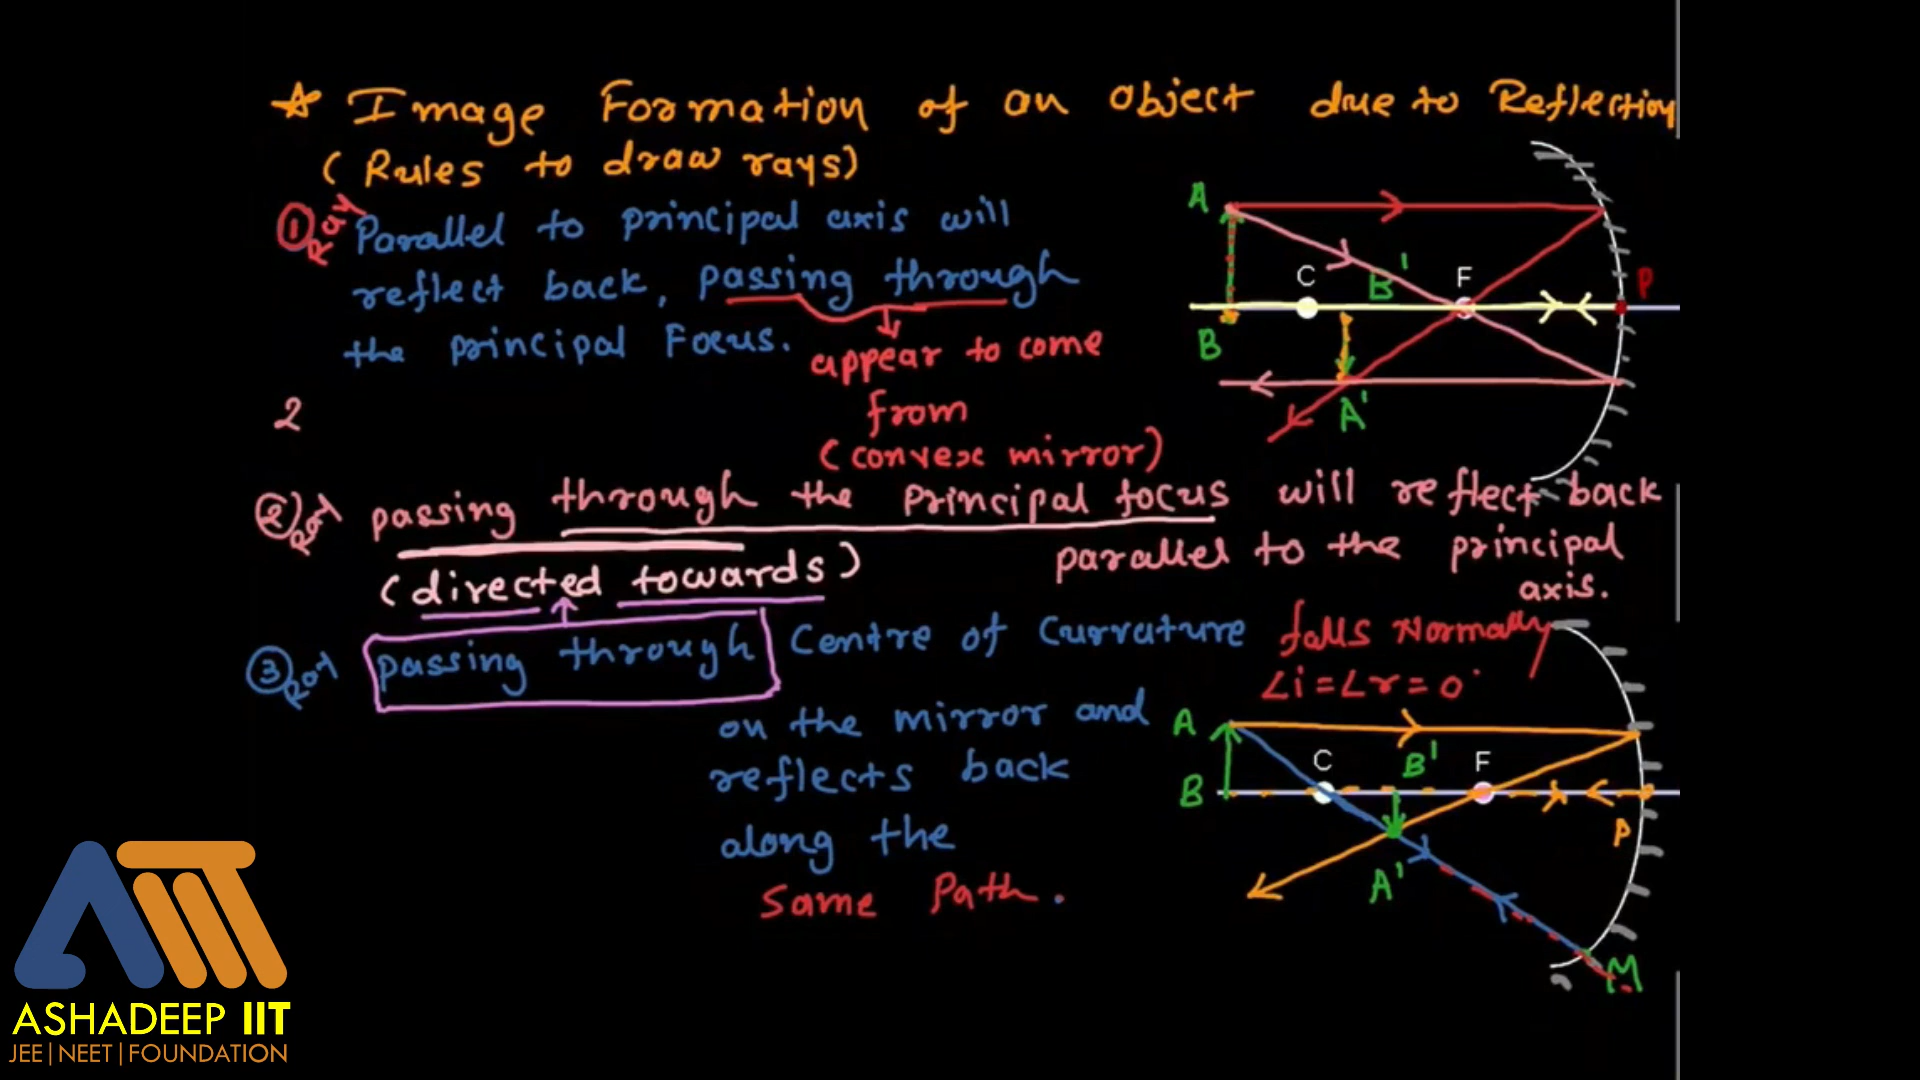 ☆ Image Formation of an object due to Reflection
(Rules to draw rays)
① Ray Parallel to principal axis will
reflect back, passing through
the principal Focus.
appear to come
from
(convex mirror)
2
② Ray passing through the principal focus will reflect back
parallel to the principal
axis.
(directed towards)
③ Ray passing through Centre of Curvature falls Normally
∠i = ∠r = 0°
on the mirror and
reflects back
along the
Same Path.
A
C
B'
F
P
B
A'
A
C
B'
F
B
P
A'
M
ASHADEEP IIT
JEE | NEET | FOUNDATION